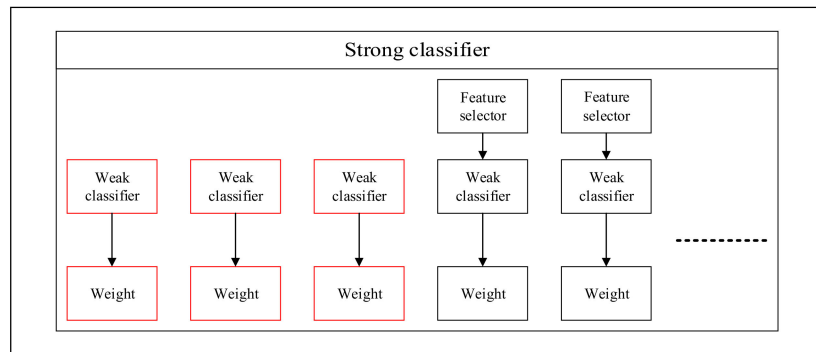 Strong classifier
Feature
selector
Feature
selector
Weak
classifier
Weak
classifier
Weak
classifier
Weak
classifier
Weak
classifier
Weight
Weight
Weight
Weight
Weight